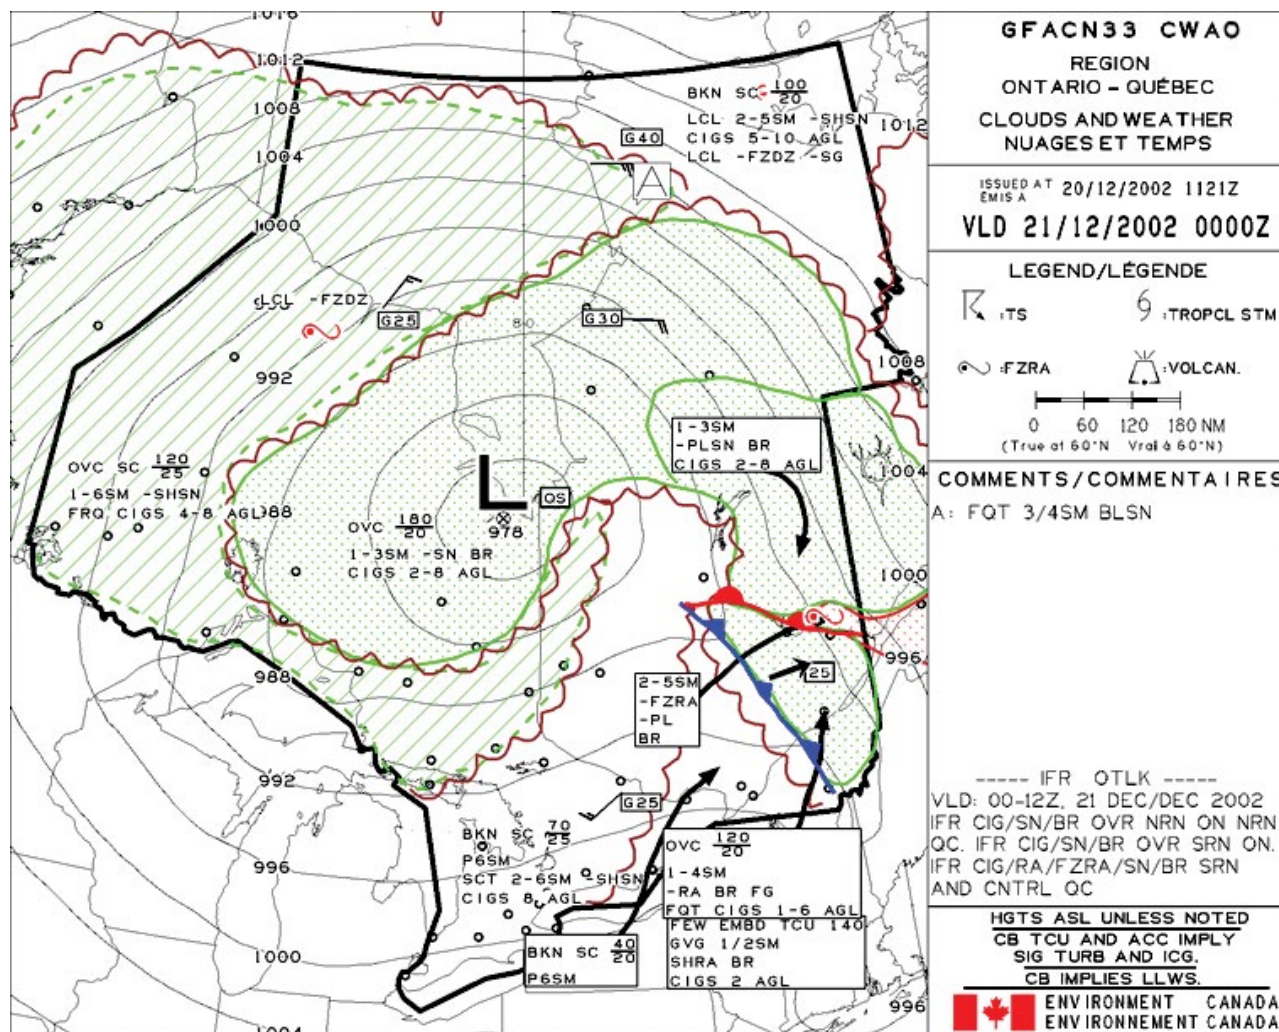 1016
1012
1008
1004
1000
992
988
988
992
996
1000
1004
BKN SC 100/20
LCL 2-5SM -SHSN
CIGS 5-10 AGL
LCL -FZDZ -SG
1012
G40
A
LCL -FZDZ
G25
G30
80
1008
1-3SM
-PLSN BR
CIGS 2-8 AGL
1004
OVC SC 120/25
1-6SM -SHSN
FRQ CIGS 4-8 AGL
L
QS
978
OVC 180/20
1-3SM -SN BR
CIGS 2-8 AGL
1000
996
25
2-5SM
-FZRA
-PL
BR
G25
BKN SC 70/25
P6SM
SCT 2-6SM -SHSN
CIGS 8 AGL
BKN SC 40/20
P6SM
OVC 120/20
1-4SM
-RA BR FG
FQT CIGS 1-6 AGL
FEW EMBD TCU 140
GVG 1/2SM
SHRA BR
CIGS 2 AGL
996
GFACN33 CWAO
REGION
ONTARIO - QUÉBEC
CLOUDS AND WEATHER
NUAGES ET TEMPS
ISSUED AT 20/12/2002 1121Z
ÉMIS A
VLD 21/12/2002 0000Z
LEGEND/LÉGENDE
:TS :TROPCL STM
:FZRA :VOLCAN.
0 60 120 180 NM
(True at 60°N Vrai à 60°N)
COMMENTS/COMMENTAIRES
A: FQT 3/4SM BLSN
----- IFR OTLK -----
VLD: 00-12Z, 21 DEC/DEC 2002
IFR CIG/SN/BR OVR NRN ON NRN
QC. IFR CIG/SN/BR OVR SRN ON.
IFR CIG/RA/FZRA/SN/BR SRN
AND CNTRL QC
HGTS ASL UNLESS NOTED
CB TCU AND ACC IMPLY
SIG TURB AND ICG.
CB IMPLIES LLWS.
ENVIRONMENT CANADA
ENVIRONNEMENT CANADA